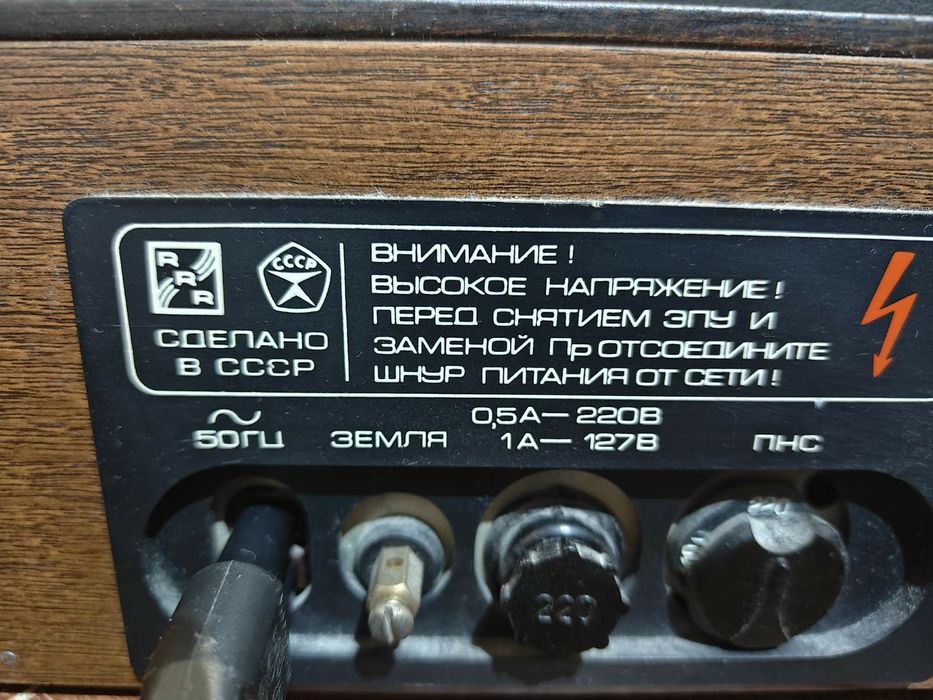 R
R
R
СССР
СДЕЛАНО
В СССР
ВНИМАНИЕ !
ВЫСОКОЕ НАПРЯЖЕНИЕ !
ПЕРЕД СНЯТИЕМ ЭПУ И
ЗАМЕНОЙ Пр ОТСОЕДИНИТЕ
ШНУР ПИТАНИЯ ОТ СЕТИ !
~
50ГЦ
ЗЕМЛЯ
0,5А — 220В
1А — 127В
ПНС
220
220